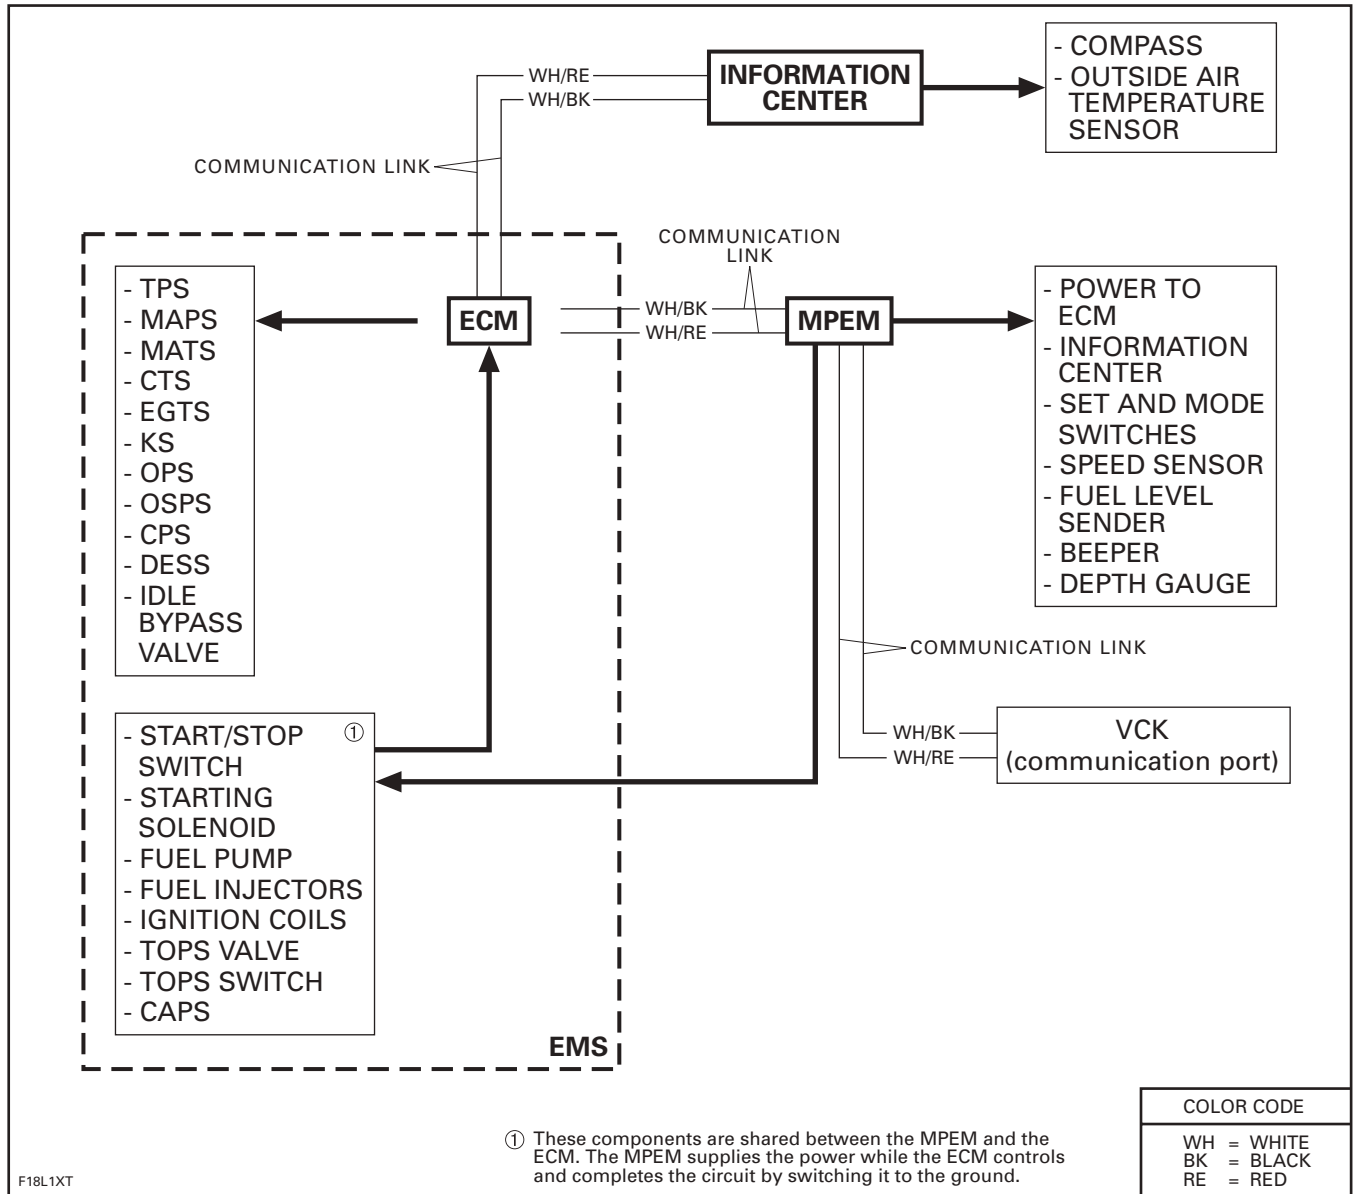 WH/RE
WH/BK
INFORMATION
CENTER
- COMPASS
- OUTSIDE AIR
TEMPERATURE
SENSOR
COMMUNICATION LINK
COMMUNICATION
LINK
- TPS
- MAPS
- MATS
- CTS
- EGTS
- KS
- OPS
- OSPS
- CPS
- DESS
- IDLE
BYPASS
VALVE
ECM
WH/BK
WH/RE
MPEM
- POWER TO
ECM
- INFORMATION
CENTER
- SET AND MODE
SWITCHES
- SPEED SENSOR
- FUEL LEVEL
SENDER
- BEEPER
- DEPTH GAUGE
COMMUNICATION LINK
- START/STOP ①
SWITCH
- STARTING
SOLENOID
- FUEL PUMP
- FUEL INJECTORS
- IGNITION COILS
- TOPS VALVE
- TOPS SWITCH
- CAPS
WH/BK
WH/RE
VCK
(communication port)
EMS
① These components are shared between the MPEM and the
ECM. The MPEM supplies the power while the ECM controls
and completes the circuit by switching it to the ground.
COLOR CODE
WH = WHITE
BK = BLACK
RE = RED
F18L1XT